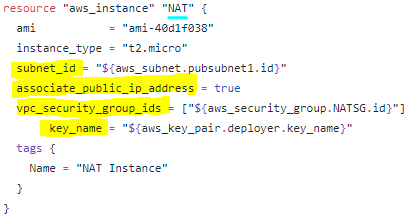 resource "aws_instance" "NAT" {
ami = "ami-40d1f038"
instance_type = "t2.micro"
subnet_id = "${aws_subnet.pubsubnet1.id}"
associate_public_ip_address = true
vpc_security_group_ids = ["${aws_security_group.NATSG.id}"]
key_name = "${aws_key_pair.deployer.key_name}"
tags {
Name = "NAT Instance"
}
}